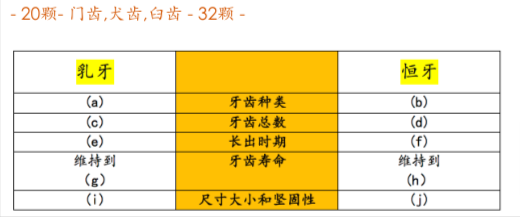 - 20颗- 门齿,犬齿,臼齿 - 32颗 -
乳牙 恒牙
(a) 牙齿种类 (b)
(c) 牙齿总数 (d)
(e) 长出时期 (f)
维持到 牙齿寿命 维持到
(g) (h)
(i) 尺寸大小和坚固性 (j)